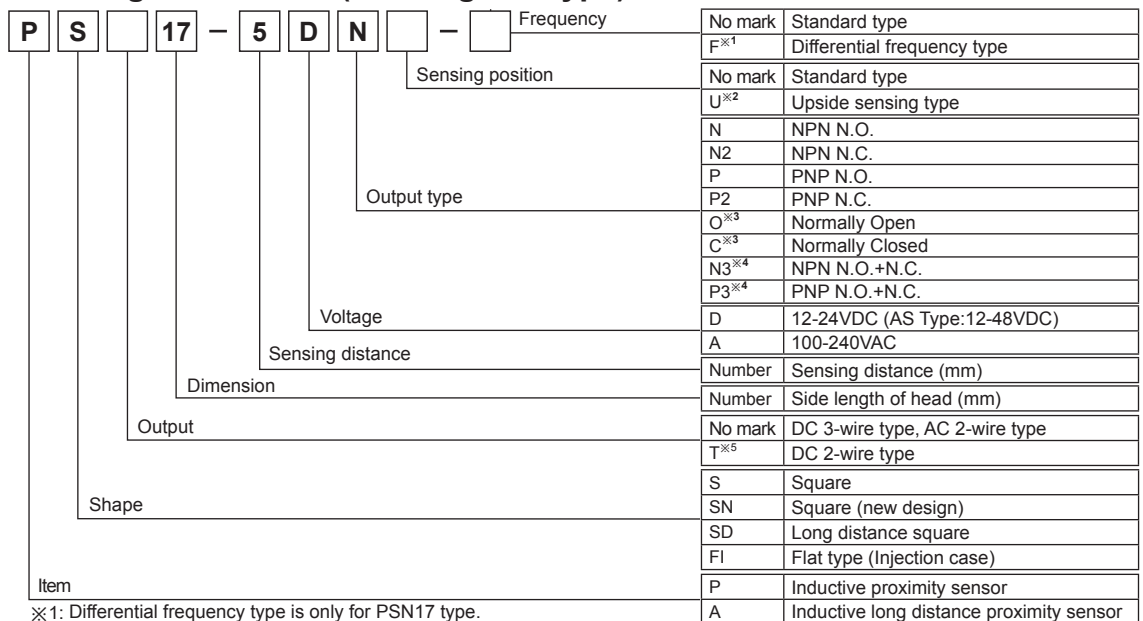 P S 17 – 5 D N –
Frequency
No mark Standard type
F※1 Differential frequency type
Sensing position
No mark Standard type
U※2 Upside sensing type
Output type
N NPN N.O.
N2 NPN N.C.
P PNP N.O.
P2 PNP N.C.
O※3 Normally Open
C※3 Normally Closed
N3※4 NPN N.O.+N.C.
P3※4 PNP N.O.+N.C.
Voltage
D 12-24VDC (AS Type:12-48VDC)
A 100-240VAC
Sensing distance
Number Sensing distance (mm)
Dimension
Number Side length of head (mm)
Output
No mark DC 3-wire type, AC 2-wire type
T※5 DC 2-wire type
Shape
S Square
SN Square (new design)
SD Long distance square
FI Flat type (Injection case)
Item
P Inductive proximity sensor
A Inductive long distance proximity sensor
※1: Differential frequency type is only for PSN17 type.